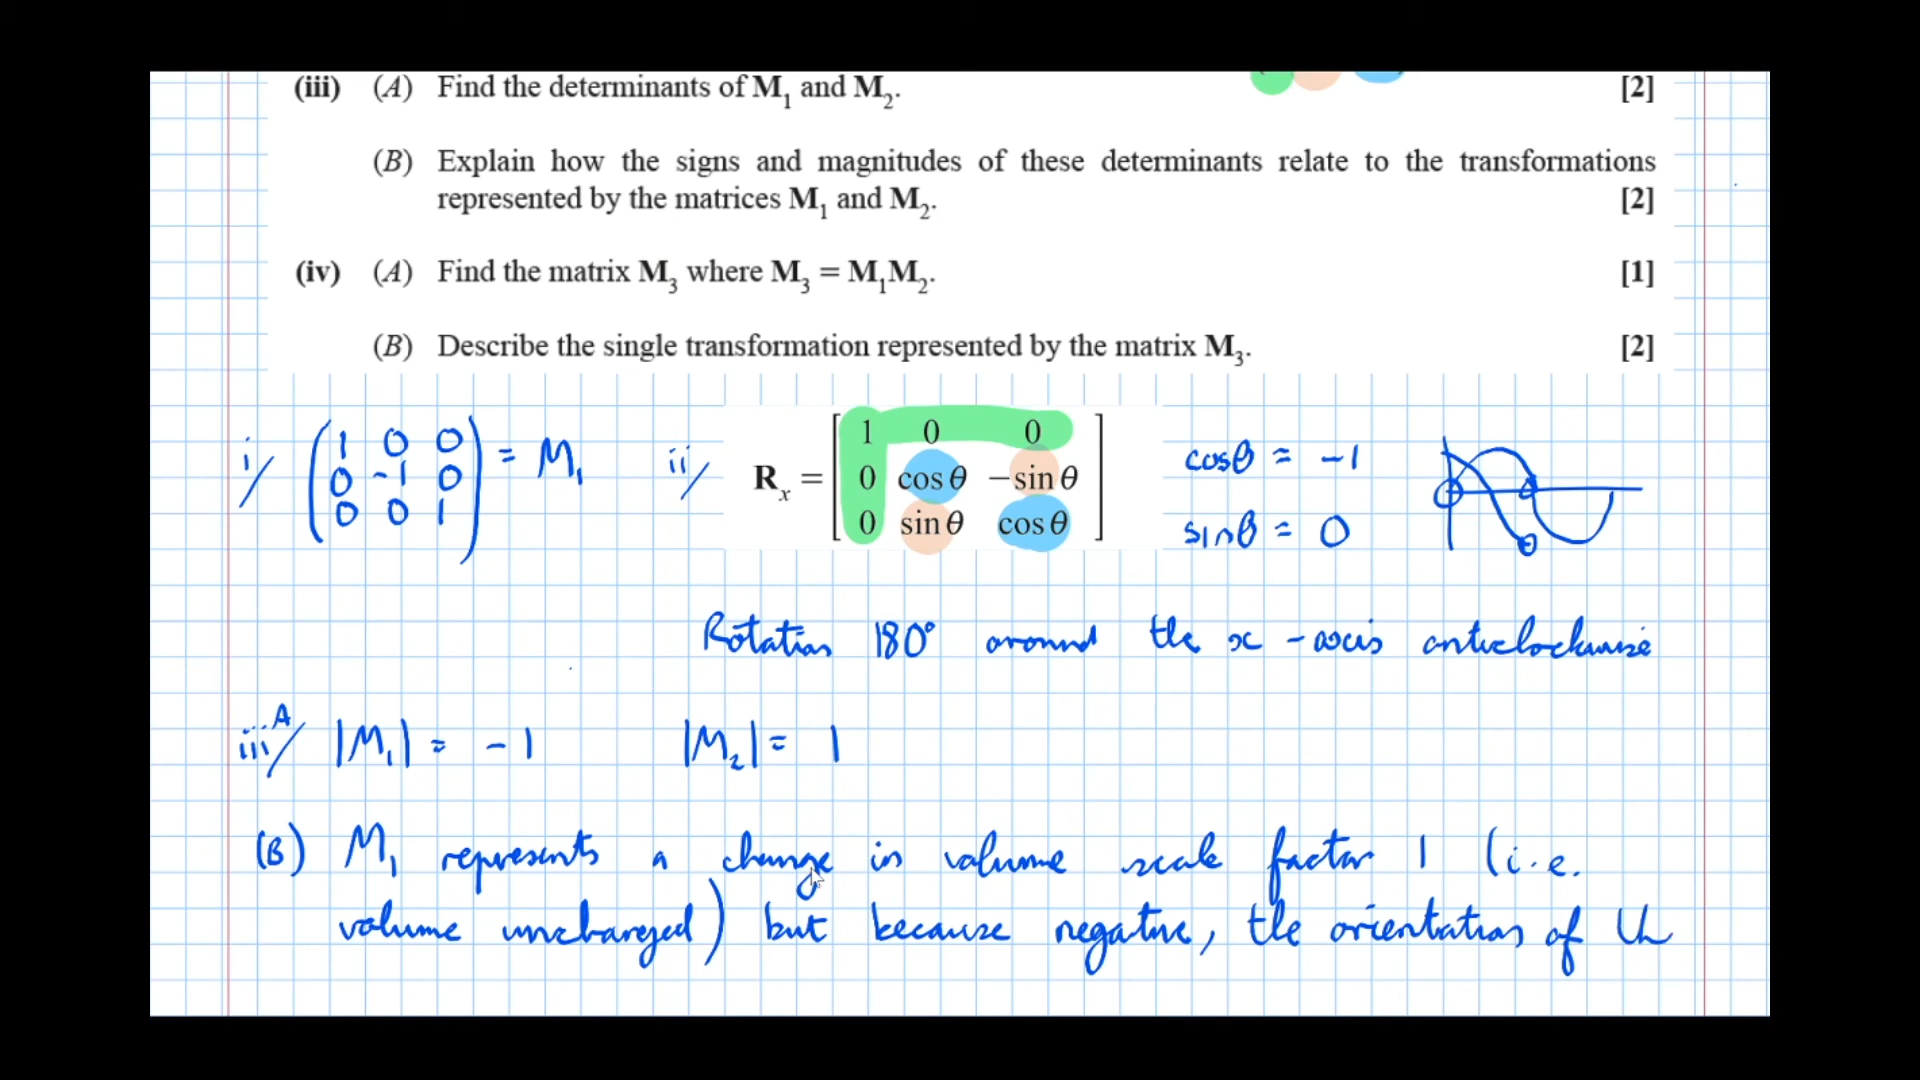 (iii) (A) Find the determinants of M₁ and M₂. [2]
(B) Explain how the signs and magnitudes of these determinants relate to the transformations
represented by the matrices M₁ and M₂. [2]
(iv) (A) Find the matrix M₃ where M₃ = M₁M₂. [1]
(B) Describe the single transformation represented by the matrix M₃. [2]
i/
1 0 0
0 -1 0
0 0 1
= M₁
ii/
Rₓ =
1 0 0
0 cos θ −sin θ
0 sin θ cos θ
cosθ = -1
sinθ = 0
Rotation 180° around the x-axis anticlockwise
iii A/ |M₁| = -1 |M₂| = 1
(B) M₁ represents a change in volume scale factor 1 (i.e.
volume unchanged) but because negative, the orientation of th